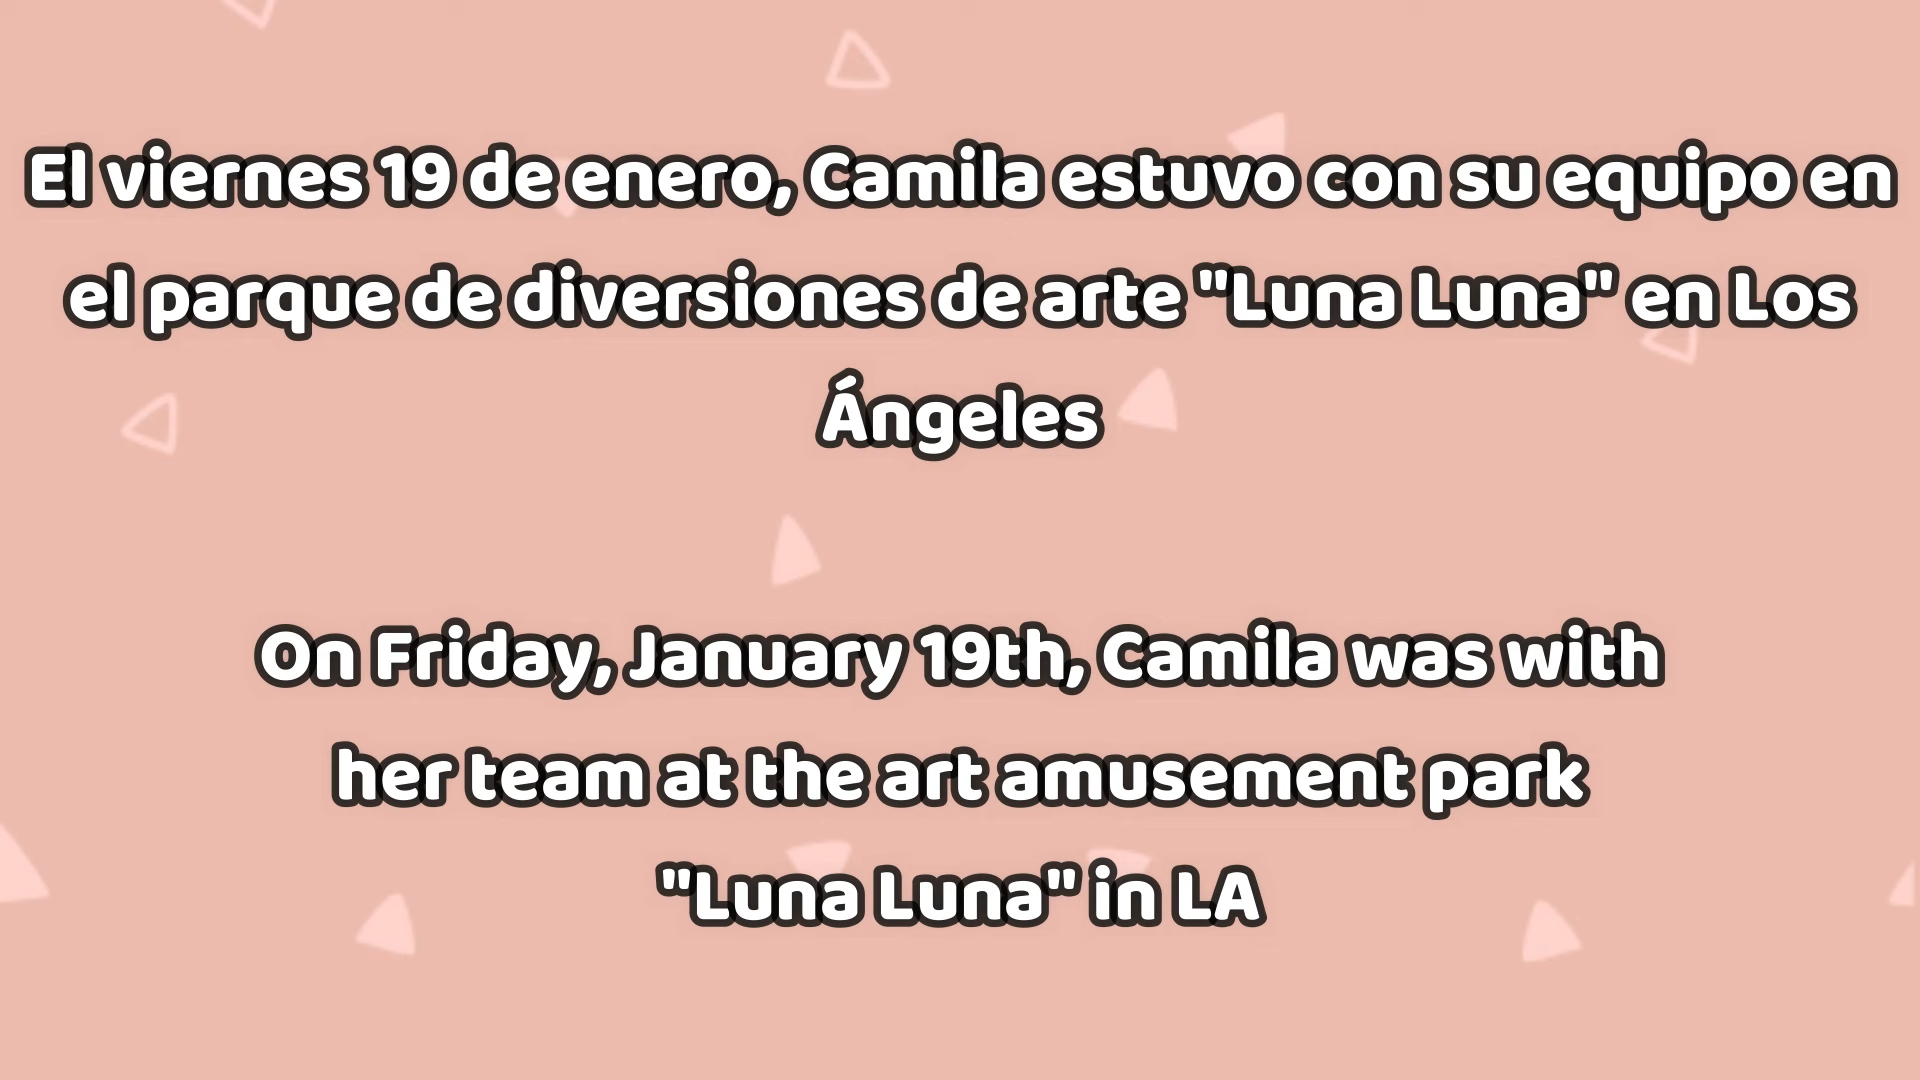 El viernes 19 de enero, Camila estuvo con su equipo en
el parque de diversiones de arte "Luna Luna" en Los
Ángeles
On Friday, January 19th, Camila was with
her team at the art amusement park
"Luna Luna" in LA